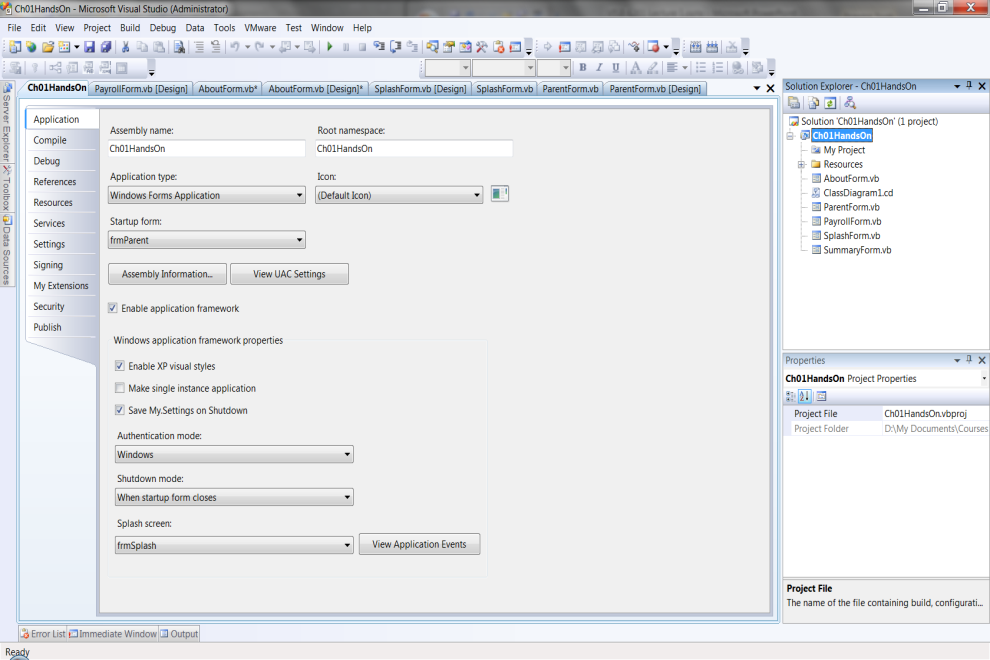 Ch01HandsOn - Microsoft Visual Studio (Administrator)
File Edit View Project Build Debug Data Tools VMware Test Window Help
B I U A
Ch01HandsOn PayrollForm.vb [Design] AboutForm.vb* AboutForm.vb [Design]* SplashForm.vb [Design] SplashForm.vb ParentForm.vb ParentForm.vb [Design]
Server Explorer
Toolbox
Data Sources
Application
Compile
Debug
References
Resources
Services
Settings
Signing
My Extensions
Security
Publish
Assembly name: Root namespace:
Ch01HandsOn Ch01HandsOn
Application type: Icon:
Windows Forms Application (Default Icon)
Startup form:
frmParent
Assembly Information... View UAC Settings
Enable application framework
Windows application framework properties
Enable XP visual styles
Make single instance application
Save My.Settings on Shutdown
Authentication mode:
Windows
Shutdown mode:
When startup form closes
Splash screen:
frmSplash View Application Events
Solution Explorer - Ch01HandsOn
Solution 'Ch01HandsOn' (1 project)
Ch01HandsOn
My Project
Resources
AboutForm.vb
ClassDiagram1.cd
ParentForm.vb
PayrollForm.vb
SplashForm.vb
SummaryForm.vb
Properties
Ch01HandsOn Project Properties
Project File Ch01HandsOn.vbproj
Project Folder D:\My Documents\Courses
Project File
The name of the file containing build, configurati...
Error List Immediate Window Output
Ready